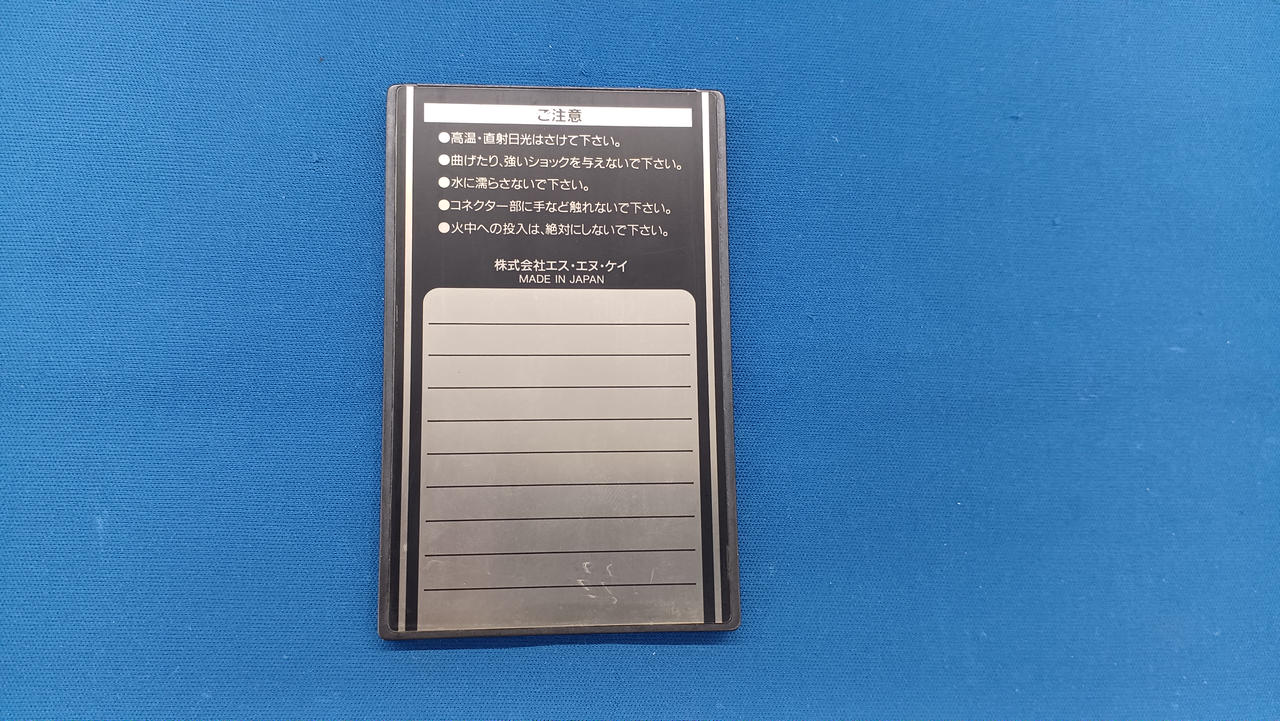 ご注意
●高温・直射日光はさけて下さい。
●曲げたり、強いショックを与えないで下さい。
●水に濡らさないで下さい。
●コネクター部に手など触れないで下さい。
●火中への投入は、絶対にしないで下さい。
株式会社エス・エヌ・ケイ
MADE IN JAPAN